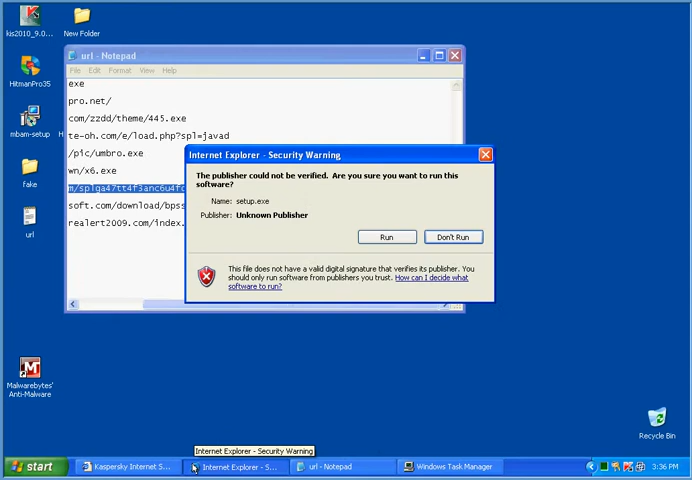 kis2010_9.0...
New Folder
HitmanPro35
mbam-setup
H
fake
url
Malwarebytes'
Anti-Malware
url - Notepad
File Edit Format View Help
exe
pro.net/
com/zzdd/theme/445.exe
te-oh.com/e/load.php?spl=javad
/pic/umbro.exe
wn/x6.exe
m/splga47tt4f3anc6u4fd
soft.com/download/bpss
realert2009.com/index.
Internet Explorer - Security Warning
The publisher could not be verified. Are you sure you want to run this
software?
Name: setup.exe
Publisher: Unknown Publisher
Run
Don't Run
This file does not have a valid digital signature that verifies its publisher. You
should only run software from publishers you trust. How can I decide what
software to run?
Recycle Bin
Internet Explorer - Security Warning
start
Kaspersky Internet S...
Internet Explorer - S...
url - Notepad
Windows Task Manager
3:36 PM